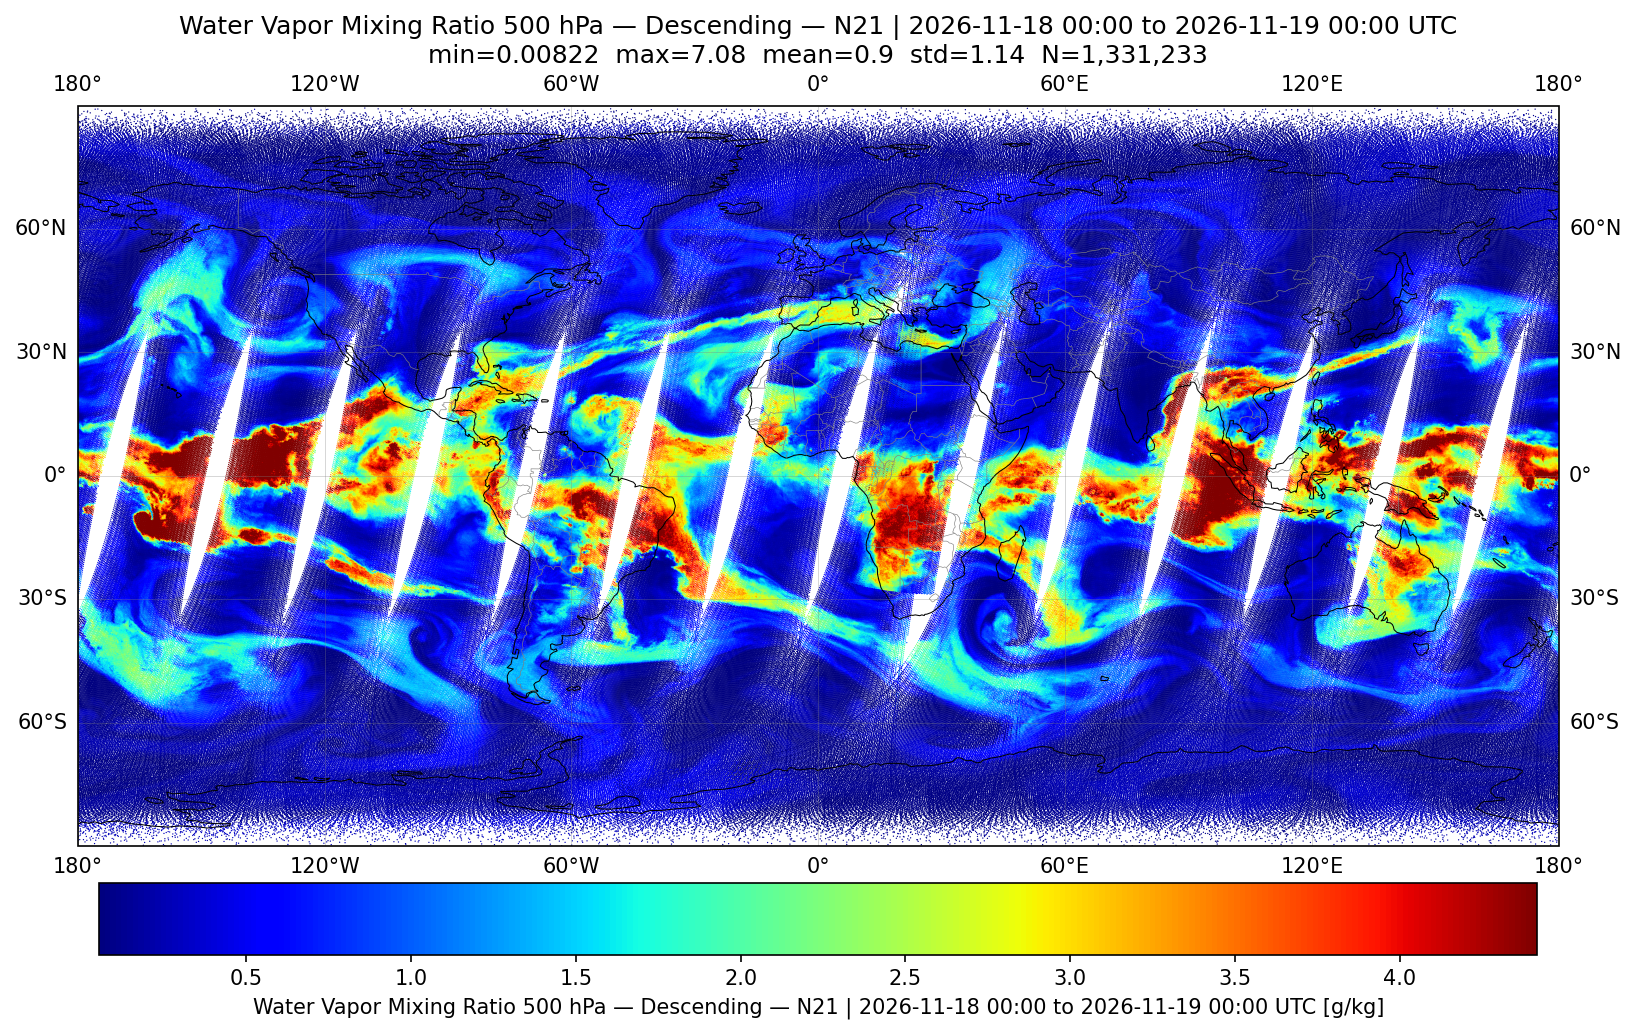 Water Vapor Mixing Ratio 500 hPa — Descending — N21 | 2026-11-18 00:00 to 2026-11-19 00:00 UTC
min=0.00822  max=7.08  mean=0.9  std=1.14  N=1,331,233
180° 120°W 60°W 0° 60°E 120°E 180°
60°N 60°N
30°N 30°N
0° 0°
30°S 30°S
60°S 60°S
180° 120°W 60°W 0° 60°E 120°E 180°
0.5 1.0 1.5 2.0 2.5 3.0 3.5 4.0
Water Vapor Mixing Ratio 500 hPa — Descending — N21 | 2026-11-18 00:00 to 2026-11-19 00:00 UTC [g/kg]